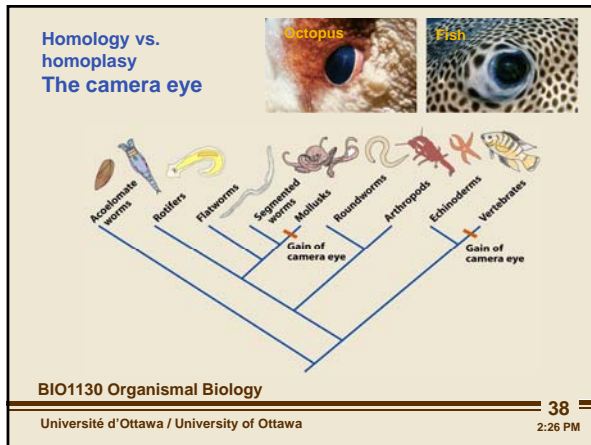 Homology vs.
homoplasy
The camera eye
Octopus
Fish
Acoelomate
worms
Rotifers
Flatworms
Segmented
worms
Mollusks
Roundworms
Arthropods
Echinoderms
Vertebrates
Gain of
camera eye
Gain of
camera eye
BIO1130 Organismal Biology
Université d'Ottawa / University of Ottawa
38
2:26 PM